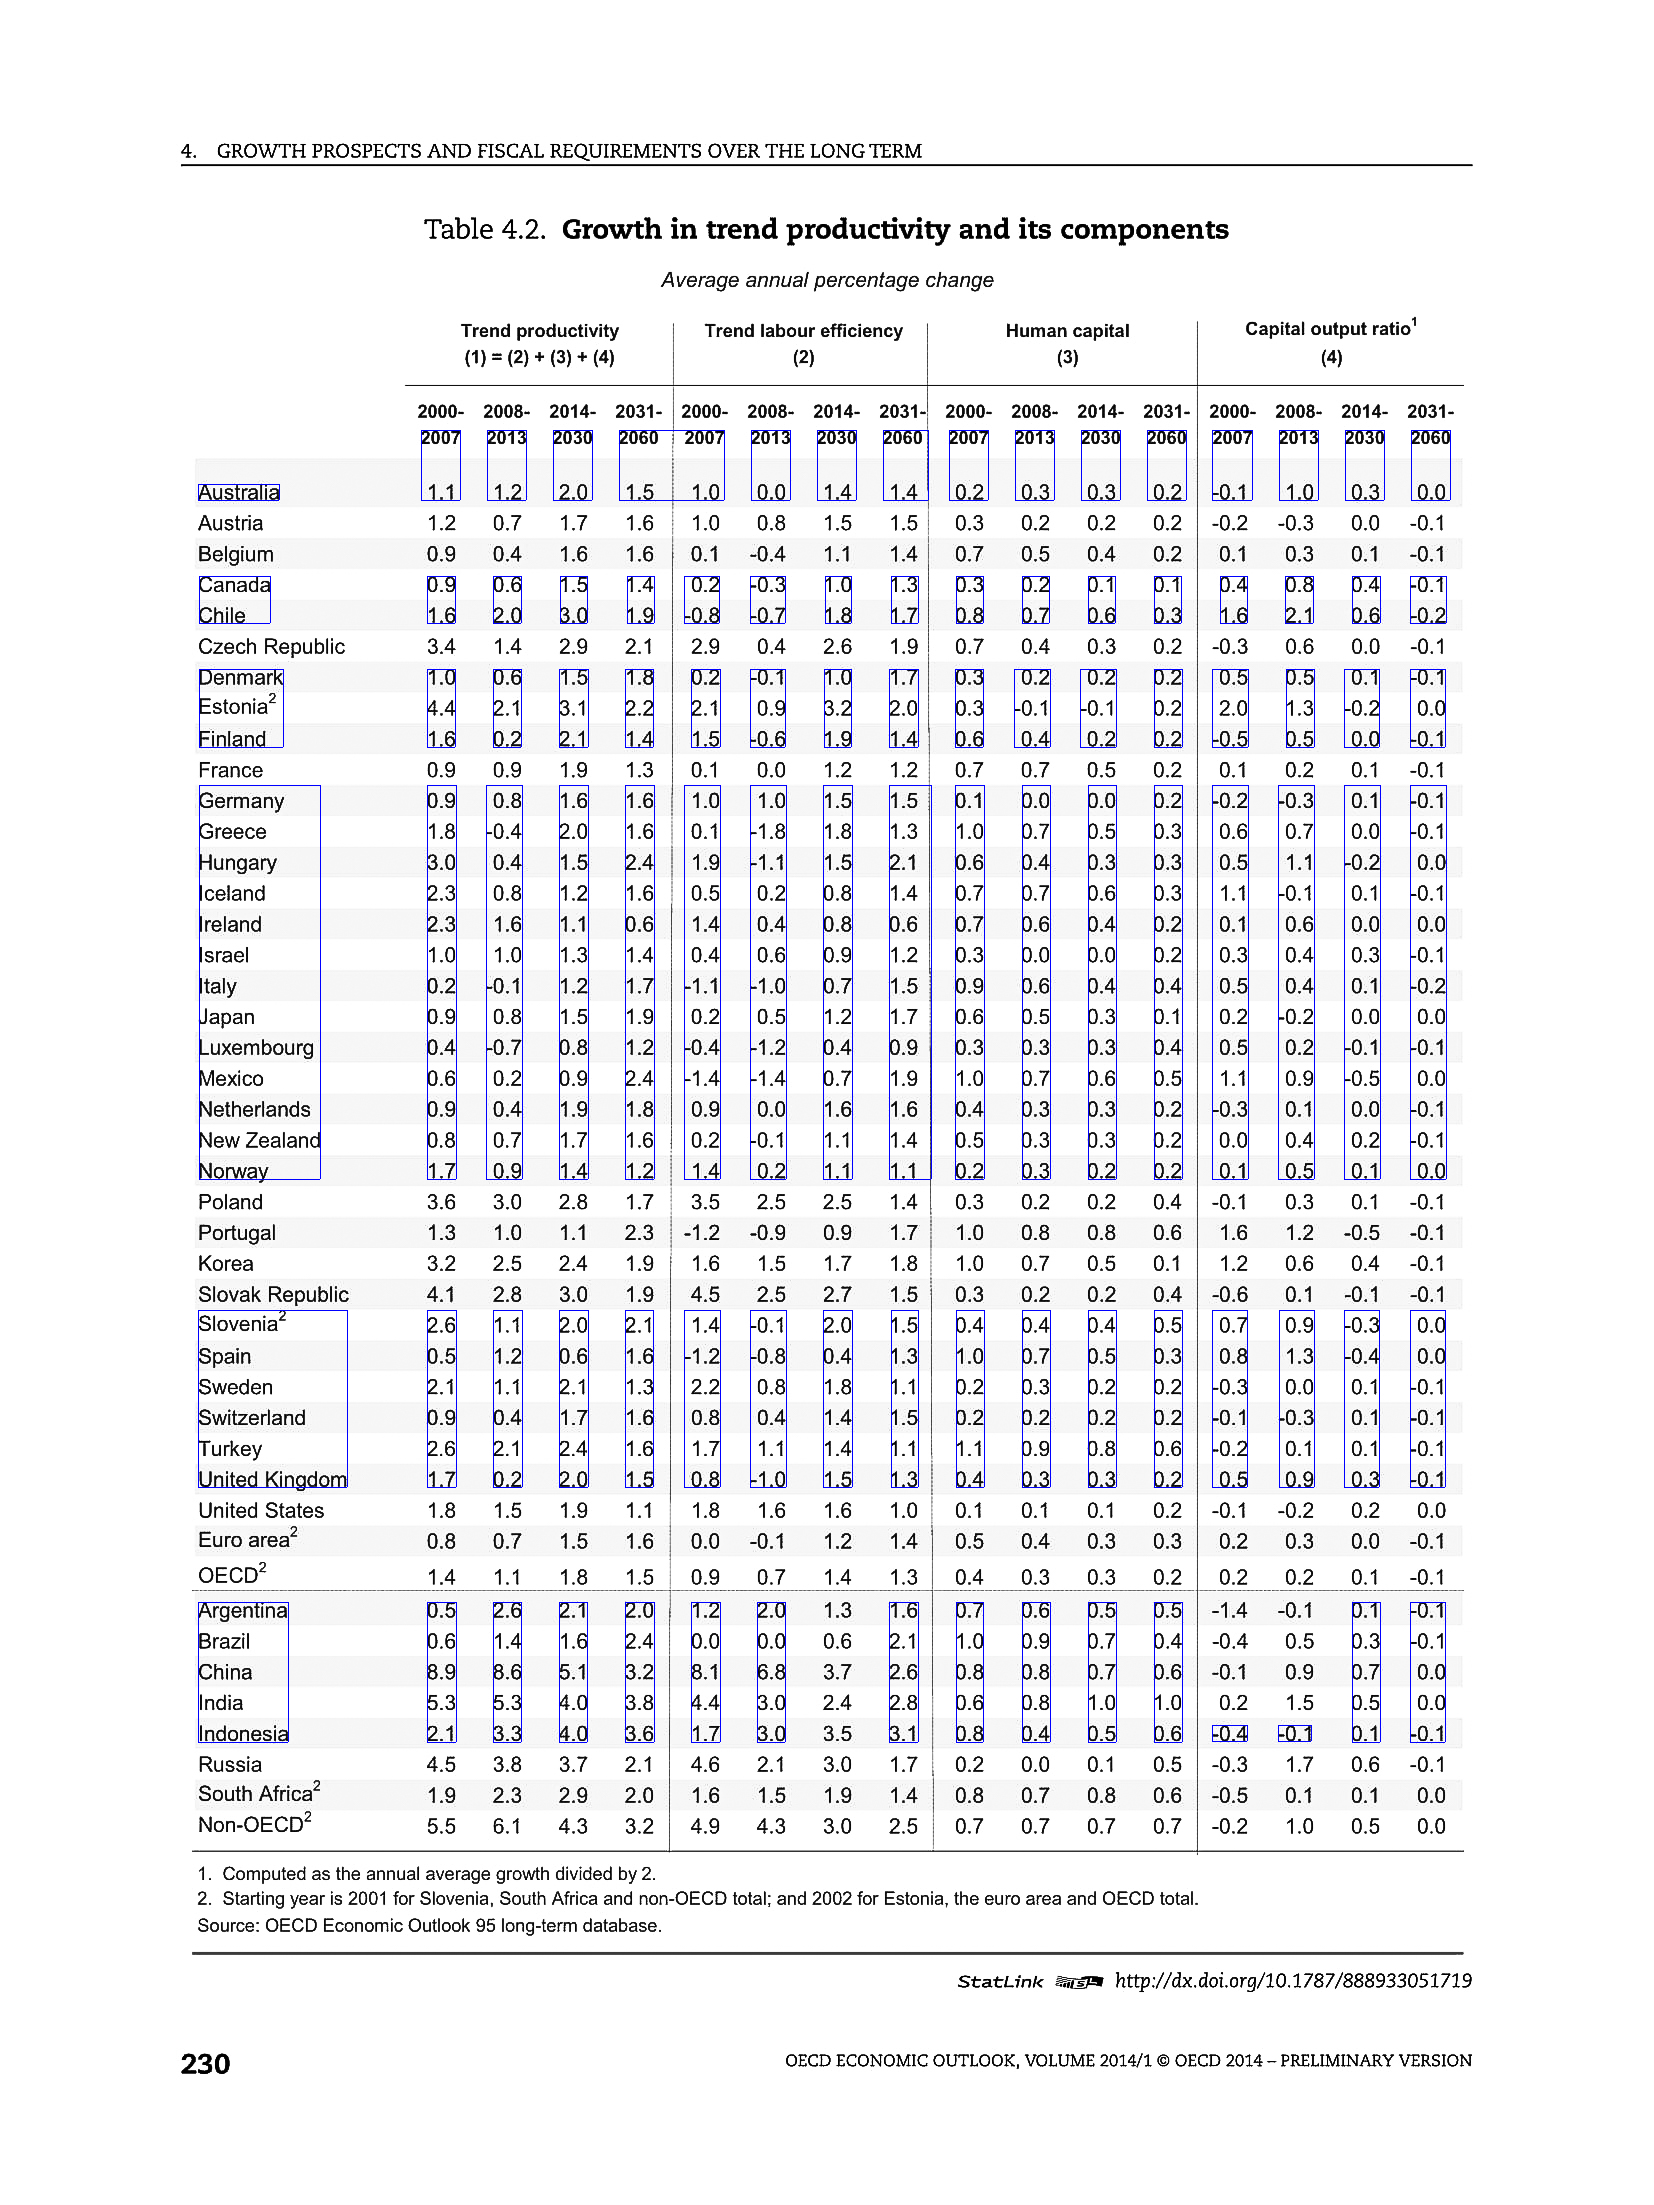 4. GROWTH PROSPECTS AND FISCAL REQUIREMENTS OVER THE LONG TERM
Table 4.2. Growth in trend productivity and its components
Average annual percentage change
Trend productivity Trend labour efficiency Human capital Capital output ratio1
(1) = (2) + (3) + (4) (2) (3) (4)
2000- 2008- 2014- 2031- 2000- 2008- 2014- 2031- 2000- 2008- 2014- 2031- 2000- 2008- 2014- 2031-
2007 2013 2030 2060 2007 2013 2030 2060 2007 2013 2030 2060 2007 2013 2030 2060
Australia 1.1 1.2 2.0 1.5 1.0 0.0 1.4 1.4 0.2 0.3 0.3 0.2 -0.1 1.0 0.3 0.0
Austria 1.2 0.7 1.7 1.6 1.0 0.8 1.5 1.5 0.3 0.2 0.2 0.2 -0.2 -0.3 0.0 -0.1
Belgium 0.9 0.4 1.6 1.6 0.1 -0.4 1.1 1.4 0.7 0.5 0.4 0.2 0.1 0.3 0.1 -0.1
Canada 0.9 0.6 1.5 1.4 0.2 -0.3 1.0 1.3 0.3 0.2 0.1 0.1 0.4 0.8 0.4 -0.1
Chile 1.6 2.0 3.0 1.9 -0.8 -0.7 1.8 1.7 0.8 0.7 0.6 0.3 1.6 2.1 0.6 -0.2
Czech Republic 3.4 1.4 2.9 2.1 2.9 0.4 2.6 1.9 0.7 0.4 0.3 0.2 -0.3 0.6 0.0 -0.1
Denmark 1.0 0.6 1.5 1.8 0.2 -0.1 1.0 1.7 0.3 0.2 0.2 0.2 0.5 0.5 0.1 -0.1
Estonia2 4.4 2.1 3.1 2.2 2.1 0.9 3.2 2.0 0.3 -0.1 -0.1 0.2 2.0 1.3 -0.2 0.0
Finland 1.6 0.2 2.1 1.4 1.5 -0.6 1.9 1.4 0.6 0.4 0.2 0.2 -0.5 0.5 0.0 -0.1
France 0.9 0.9 1.9 1.3 0.1 0.0 1.2 1.2 0.7 0.7 0.5 0.2 0.1 0.2 0.1 -0.1
Germany 0.9 0.8 1.6 1.6 1.0 1.0 1.5 1.5 0.1 0.0 0.0 0.2 -0.2 -0.3 0.1 -0.1
Greece 1.8 -0.4 2.0 1.6 0.1 -1.8 1.8 1.3 1.0 0.7 0.5 0.3 0.6 0.7 0.0 -0.1
Hungary 3.0 0.4 1.5 2.4 1.9 -1.1 1.5 2.1 0.6 0.4 0.3 0.3 0.5 1.1 -0.2 0.0
Iceland 2.3 0.8 1.2 1.6 0.5 0.2 0.8 1.4 0.7 0.7 0.6 0.3 1.1 -0.1 0.1 -0.1
Ireland 2.3 1.6 1.1 0.6 1.4 0.4 0.8 0.6 0.7 0.6 0.4 0.2 0.1 0.6 0.0 0.0
Israel 1.0 1.0 1.3 1.4 0.4 0.6 0.9 1.2 0.3 0.0 0.0 0.2 0.3 0.4 0.3 -0.1
Italy 0.2 -0.1 1.2 1.7 -1.1 -1.0 0.7 1.5 0.9 0.6 0.4 0.4 0.5 0.4 0.1 -0.2
Japan 0.9 0.8 1.5 1.9 0.2 0.5 1.2 1.7 0.6 0.5 0.3 0.1 0.2 -0.2 0.0 0.0
Luxembourg 0.4 -0.7 0.8 1.2 -0.4 -1.2 0.4 0.9 0.3 0.3 0.3 0.4 0.5 0.2 -0.1 -0.1
Mexico 0.6 0.2 0.9 2.4 -1.4 -1.4 0.7 1.9 1.0 0.7 0.6 0.5 1.1 0.9 -0.5 0.0
Netherlands 0.9 0.4 1.9 1.8 0.9 0.0 1.6 1.6 0.4 0.3 0.3 0.2 -0.3 0.1 0.0 -0.1
New Zealand 0.8 0.7 1.7 1.6 0.2 -0.1 1.1 1.4 0.5 0.3 0.3 0.2 0.0 0.4 0.2 -0.1
Norway 1.7 0.9 1.4 1.2 1.4 0.2 1.1 1.1 0.2 0.3 0.2 0.2 0.1 0.5 0.1 0.0
Poland 3.6 3.0 2.8 1.7 3.5 2.5 2.5 1.4 0.3 0.2 0.2 0.4 -0.1 0.3 0.1 -0.1
Portugal 1.3 1.0 1.1 2.3 -1.2 -0.9 0.9 1.7 1.0 0.8 0.8 0.6 1.6 1.2 -0.5 -0.1
Korea 3.2 2.5 2.4 1.9 1.6 1.5 1.7 1.8 1.0 0.7 0.5 0.1 1.2 0.6 0.4 -0.1
Slovak Republic 4.1 2.8 3.0 1.9 4.5 2.5 2.7 1.5 0.3 0.2 0.2 0.4 -0.6 0.1 -0.1 -0.1
Slovenia2 2.6 1.1 2.0 2.1 1.4 -0.1 2.0 1.5 0.4 0.4 0.4 0.5 0.7 0.9 -0.3 0.0
Spain 0.5 1.2 0.6 1.6 -1.2 -0.8 0.4 1.3 1.0 0.7 0.5 0.3 0.8 1.3 -0.4 0.0
Sweden 2.1 1.1 2.1 1.3 2.2 0.8 1.8 1.1 0.2 0.3 0.2 0.2 -0.3 0.0 0.1 -0.1
Switzerland 0.9 0.4 1.7 1.6 0.8 0.4 1.4 1.5 0.2 0.2 0.2 0.2 -0.1 -0.3 0.1 -0.1
Turkey 2.6 2.1 2.4 1.6 1.7 1.1 1.4 1.1 1.1 0.9 0.8 0.6 -0.2 0.1 0.1 -0.1
United Kingdom 1.7 0.2 2.0 1.5 0.8 -1.0 1.5 1.3 0.4 0.3 0.3 0.2 0.5 0.9 0.3 -0.1
United States 1.8 1.5 1.9 1.1 1.8 1.6 1.6 1.0 0.1 0.1 0.1 0.2 -0.1 -0.2 0.2 0.0
Euro area2 0.8 0.7 1.5 1.6 0.0 -0.1 1.2 1.4 0.5 0.4 0.3 0.3 0.2 0.3 0.0 -0.1
OECD2 1.4 1.1 1.8 1.5 0.9 0.7 1.4 1.3 0.4 0.3 0.3 0.2 0.2 0.2 0.1 -0.1
Argentina 0.5 2.6 2.1 2.0 1.2 2.0 1.3 1.6 0.7 0.6 0.5 0.5 -1.4 -0.1 0.1 -0.1
Brazil 0.6 1.4 1.6 2.4 0.0 0.0 0.6 2.1 1.0 0.9 0.7 0.4 -0.4 0.5 0.3 -0.1
China 8.9 8.6 5.1 3.2 8.1 6.8 3.7 2.6 0.8 0.8 0.7 0.6 -0.1 0.9 0.7 0.0
India 5.3 5.3 4.0 3.8 4.4 3.0 2.4 2.8 0.6 0.8 1.0 1.0 0.2 1.5 0.5 0.0
Indonesia 2.1 3.3 4.0 3.6 1.7 3.0 3.5 3.1 0.8 0.4 0.5 0.6 -0.4 -0.1 0.1 -0.1
Russia 4.5 3.8 3.7 2.1 4.6 2.1 3.0 1.7 0.2 0.0 0.1 0.5 -0.3 1.7 0.6 -0.1
South Africa2 1.9 2.3 2.9 2.0 1.6 1.5 1.9 1.4 0.8 0.7 0.8 0.6 -0.5 0.1 0.1 0.0
Non-OECD2 5.5 6.1 4.3 3.2 4.9 4.3 3.0 2.5 0.7 0.7 0.7 0.7 -0.2 1.0 0.5 0.0
1. Computed as the annual average growth divided by 2.
2. Starting year is 2001 for Slovenia, South Africa and non-OECD total; and 2002 for Estonia, the euro area and OECD total.
Source: OECD Economic Outlook 95 long-term database.
StatLink http://dx.doi.org/10.1787/888933051719
230 OECD ECONOMIC OUTLOOK, VOLUME 2014/1 © OECD 2014 – PRELIMINARY VERSION